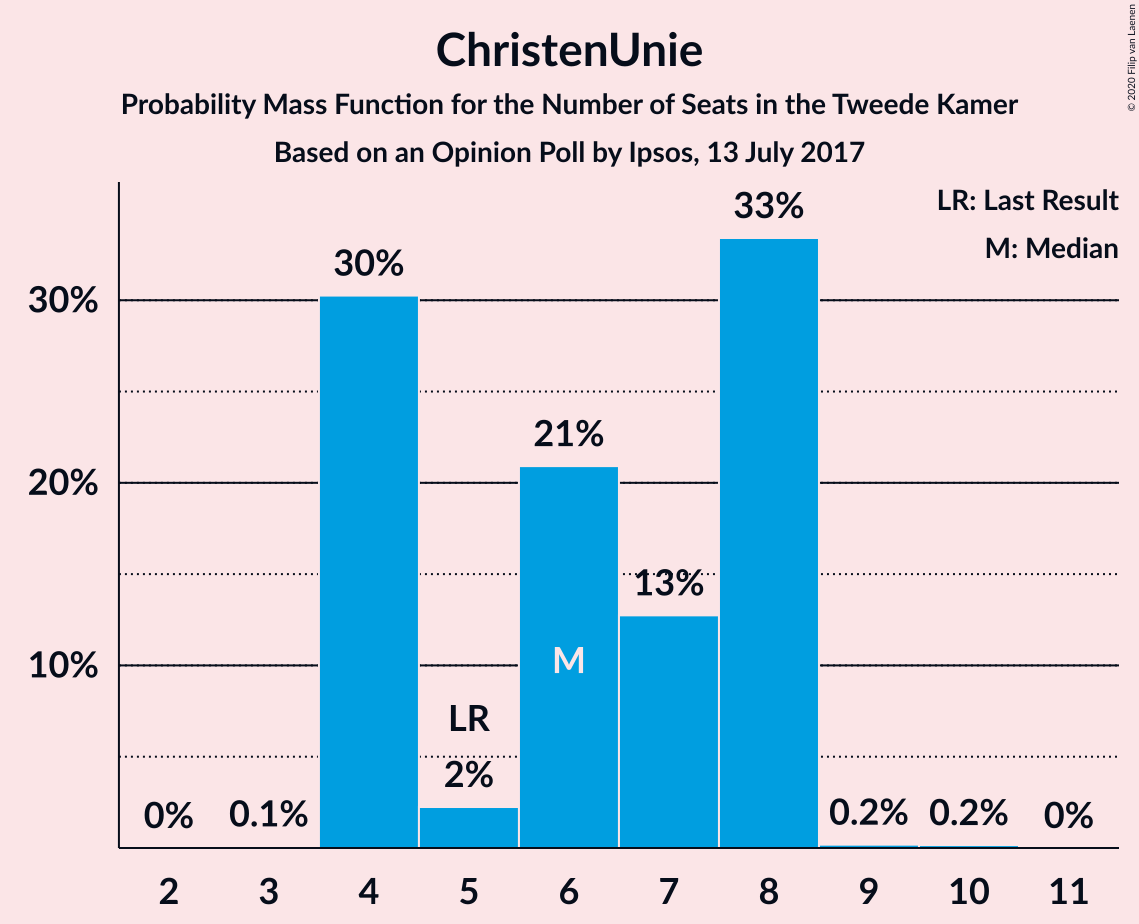 ChristenUnie
Probability Mass Function for the Number of Seats in the Tweede Kamer
Based on an Opinion Poll by Ipsos, 13 July 2017
© 2020 Filip van Laenen
LR: Last Result
M: Median
33%
30%
30%
21%
20%
13%
10%
M
LR
2%
0%
0.1%
0.2%
0.2%
0%
2 3 4 5 6 7 8 9 10 11